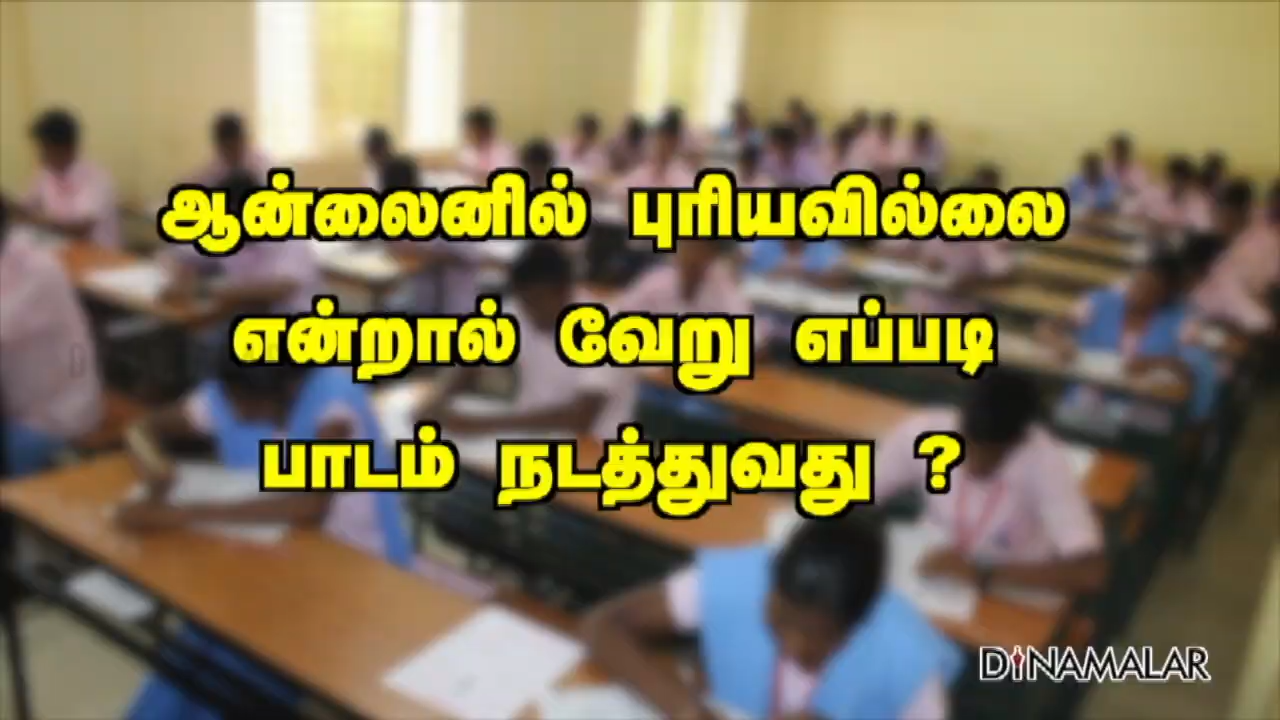 ஆன்லைனில் புரியவில்லை
என்றால் வேறு எப்படி
பாடம் நடத்துவது ?
DINAMALAR